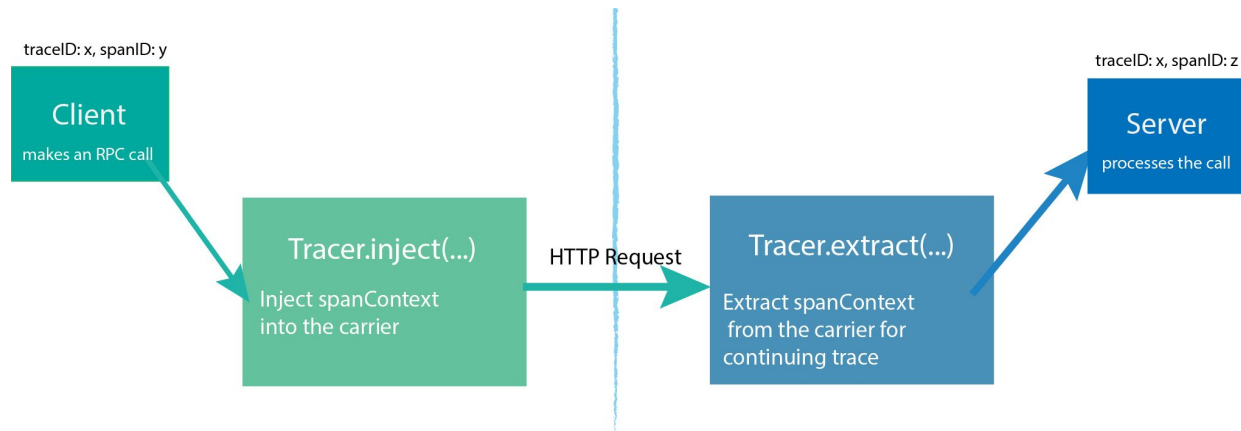 traceID: x, spanID: y
Client
makes an RPC call
Tracer.inject(...)
Inject spanContext
into the carrier
HTTP Request
Tracer.extract(...)
Extract spanContext
from the carrier for
continuing trace
traceID: x, spanID: z
Server
processes the call